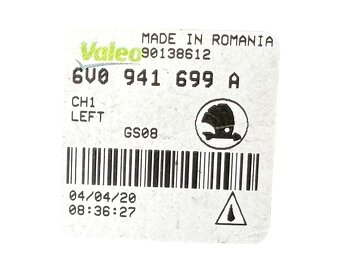 MADE IN ROMANIA
Valeo 90138612
6V0 941 699 A
CH1
LEFT
GS08
04/04/20
08:36:27